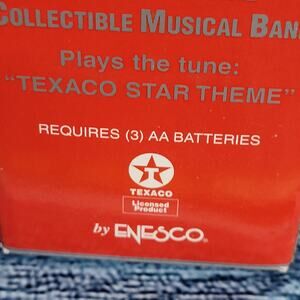 COLLECTIBLE MUSICAL BAN
Plays the tune:
"TEXACO STAR THEME"
REQUIRES (3) AA BATTERIES
T
TEXACO
Licensed
Product
by ENESCO®